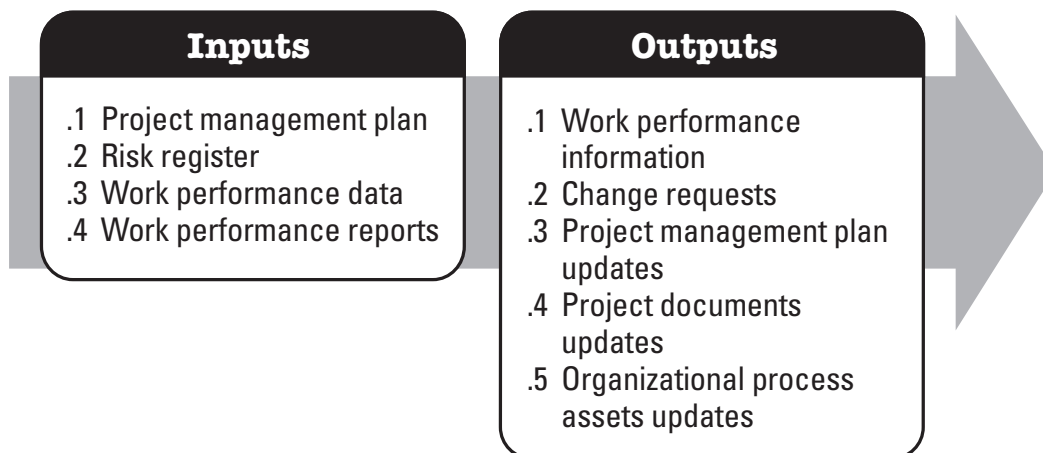 Inputs
.1 Project management plan
.2 Risk register
.3 Work performance data
.4 Work performance reports
Outputs
.1 Work performance
information
.2 Change requests
.3 Project management plan
updates
.4 Project documents
updates
.5 Organizational process
assets updates